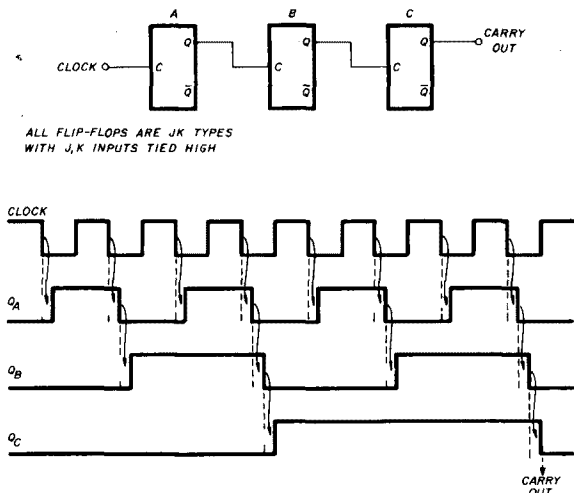 A B C
Q Q Q CARRY
OUT
CLOCK C C C
Q̅ Q̅ Q̅
ALL FLIP-FLOPS ARE JK TYPES
WITH J,K INPUTS TIED HIGH
CLOCK
QA
QB
QC
CARRY
OUT